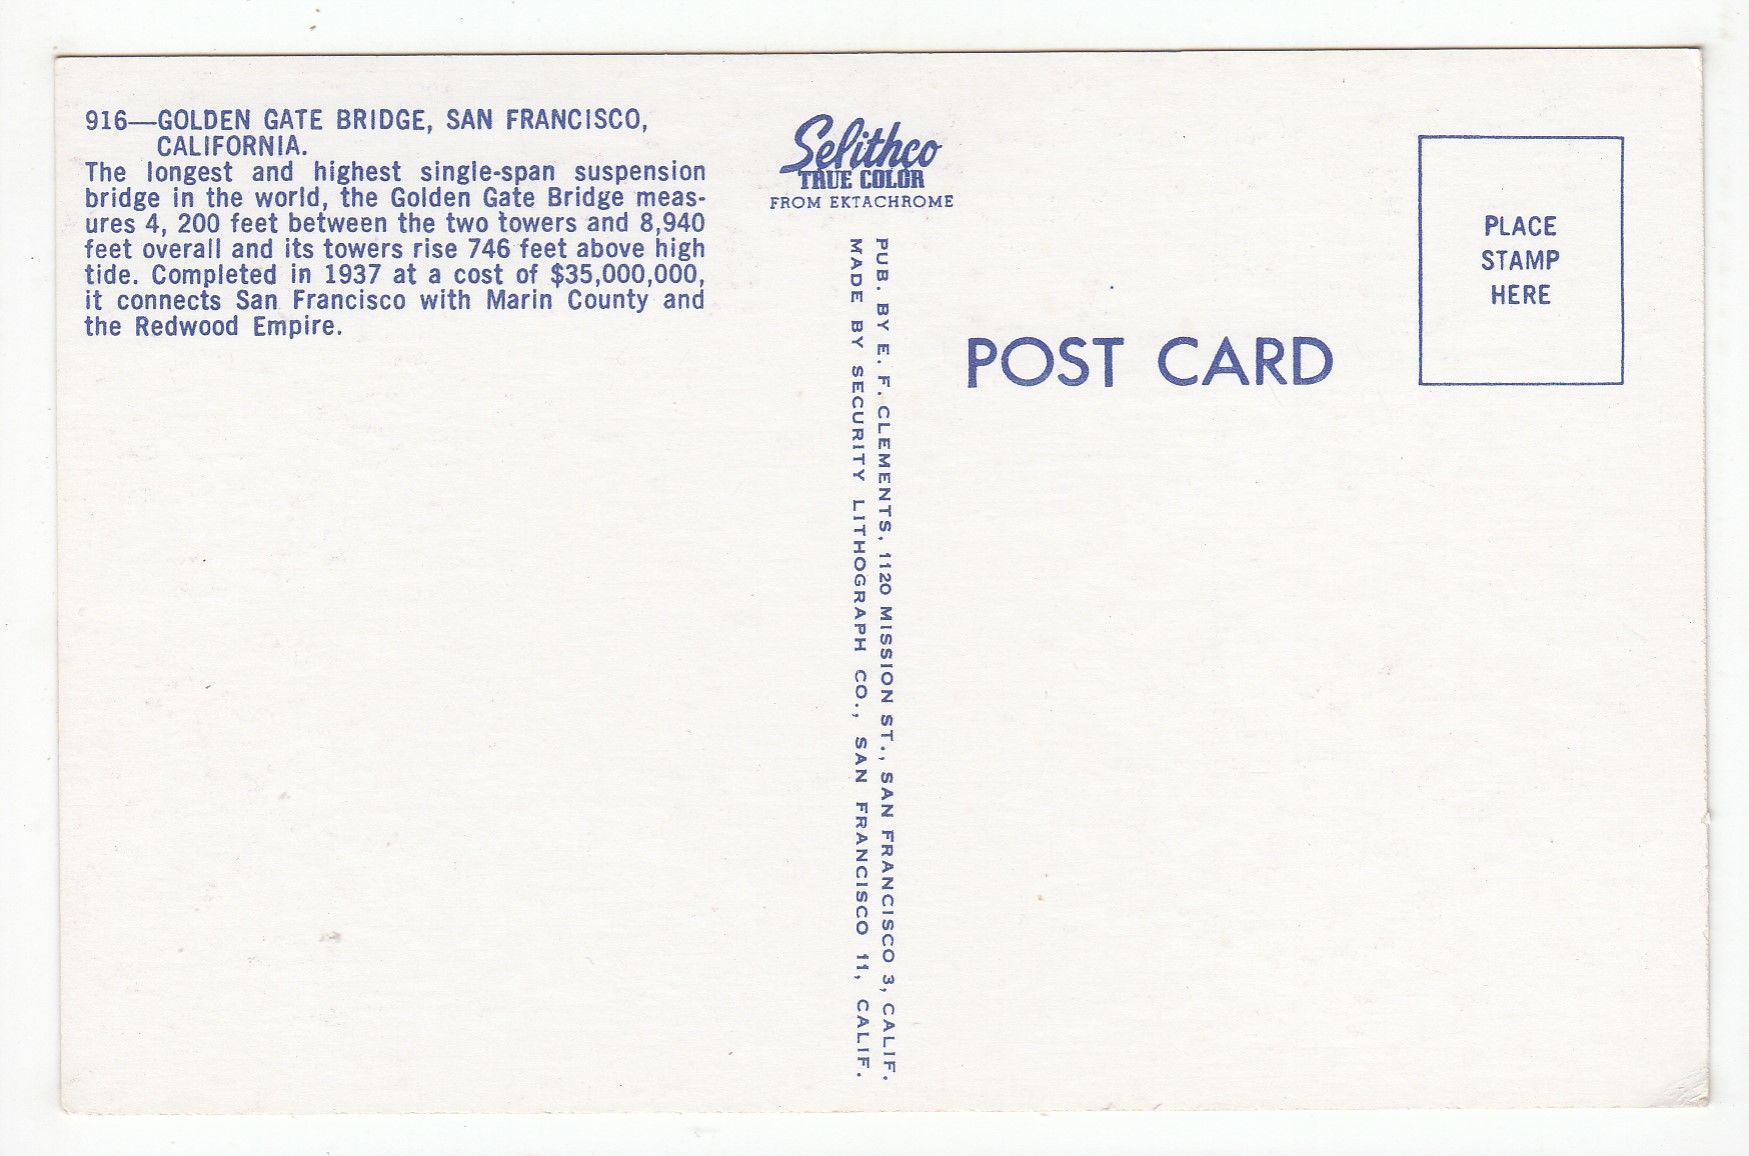 916—GOLDEN GATE BRIDGE, SAN FRANCISCO,
CALIFORNIA.
The longest and highest single-span suspension
bridge in the world, the Golden Gate Bridge meas-
ures 4, 200 feet between the two towers and 8,940
feet overall and its towers rise 746 feet above high
tide. Completed in 1937 at a cost of $35,000,000,
it connects San Francisco with Marin County and
the Redwood Empire.
Selithco
TRUE COLOR
FROM EKTACHROME
PUB. BY E. F. CLEMENTS, 1120 MISSION ST., SAN FRANCISCO 3, CALIF.
MADE BY SECURITY LITHOGRAPH CO., SAN FRANCISCO 11, CALIF.
POST CARD
PLACE
STAMP
HERE